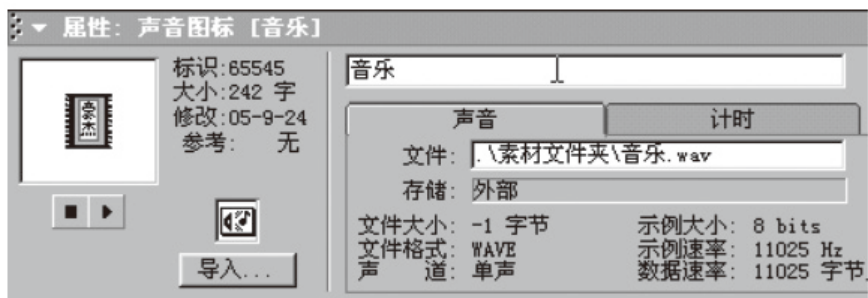 属性: 声音图标 [音乐]
标识:65545
大小:242 字
修改:05-9-24
参考: 无
豪杰
导入...
音乐
声音
计时
文件: .\素材文件夹\音乐.wav
存储: 外部
文件大小: -1 字节
示例大小: 8 bits
文件格式: WAVE
示例速率: 11025 Hz
声 道: 单声
数据速率: 11025 字节